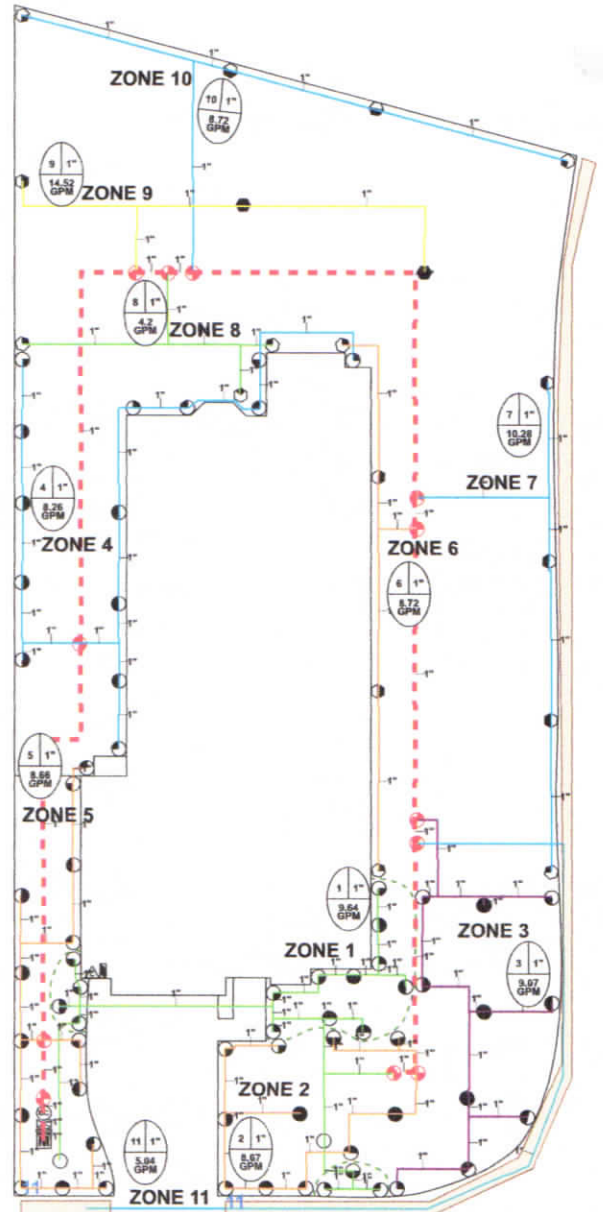 ZONE 10
10 1"
8.72
GPM
9 1"
14.52
GPM
ZONE 9
8 1"
4.2
GPM
ZONE 8
7 1"
10.28
GPM
ZONE 7
4 1"
8.26
GPM
ZONE 4
ZONE 6
6 1"
8.72
GPM
5 1"
8.66
GPM
ZONE 5
1 1"
9.64
GPM
ZONE 1
ZONE 3
3 1"
9.07
GPM
ZONE 2
2 1"
8.67
GPM
11 1"
5.04
GPM
ZONE 11
11
11
1"